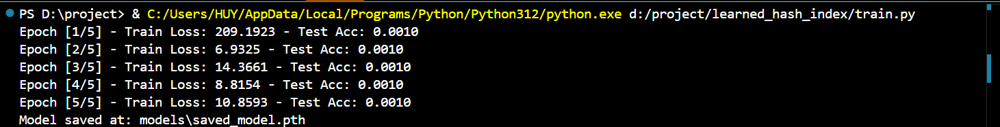 PS D:\project> & C:/Users/HUY/AppData/Local/Programs/Python/Python312/python.exe d:/project/learned_hash_index/train.py
Epoch [1/5] - Train Loss: 209.1923 - Test Acc: 0.0010
Epoch [2/5] - Train Loss: 6.9325 - Test Acc: 0.0010
Epoch [3/5] - Train Loss: 14.3661 - Test Acc: 0.0010
Epoch [4/5] - Train Loss: 8.8154 - Test Acc: 0.0010
Epoch [5/5] - Train Loss: 10.8593 - Test Acc: 0.0010
Model saved at: models\saved_model.pth